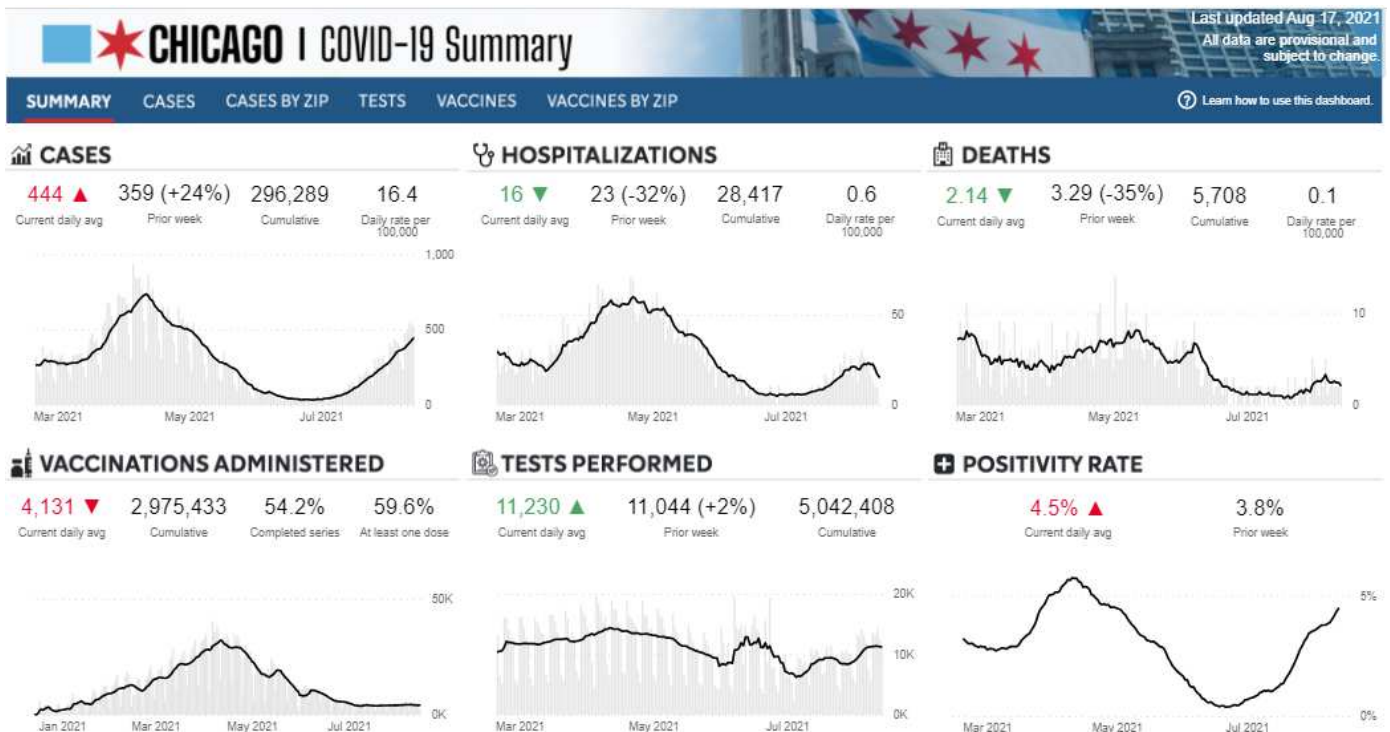 CHICAGO I COVID-19 Summary
Last updated Aug 17, 2021
All data are provisional and
subject to change.
SUMMARY CASES CASES BY ZIP TESTS VACCINES VACCINES BY ZIP
? Learn how to use this dashboard.
CASES
444 ▲ 359 (+24%) 296,289 16.4
Current daily avg Prior week Cumulative Daily rate per
100,000
1,000
500
0
Mar 2021 May 2021 Jul 2021
HOSPITALIZATIONS
16 ▼ 23 (-32%) 28,417 0.6
Current daily avg Prior week Cumulative Daily rate per
100,000
50
0
Mar 2021 May 2021 Jul 2021
DEATHS
2.14 ▼ 3.29 (-35%) 5,708 0.1
Current daily avg Prior week Cumulative Daily rate per
100,000
10
0
Mar 2021 May 2021 Jul 2021
VACCINATIONS ADMINISTERED
4,131 ▼ 2,975,433 54.2% 59.6%
Current daily avg Cumulative Completed series At least one dose
50K
0K
Jan 2021 Mar 2021 May 2021 Jul 2021
TESTS PERFORMED
11,230 ▲ 11,044 (+2%) 5,042,408
Current daily avg Prior week Cumulative
20K
10K
0K
Mar 2021 May 2021 Jul 2021
POSITIVITY RATE
4.5% ▲ 3.8%
Current daily avg Prior week
5%
0%
Mar 2021 May 2021 Jul 2021